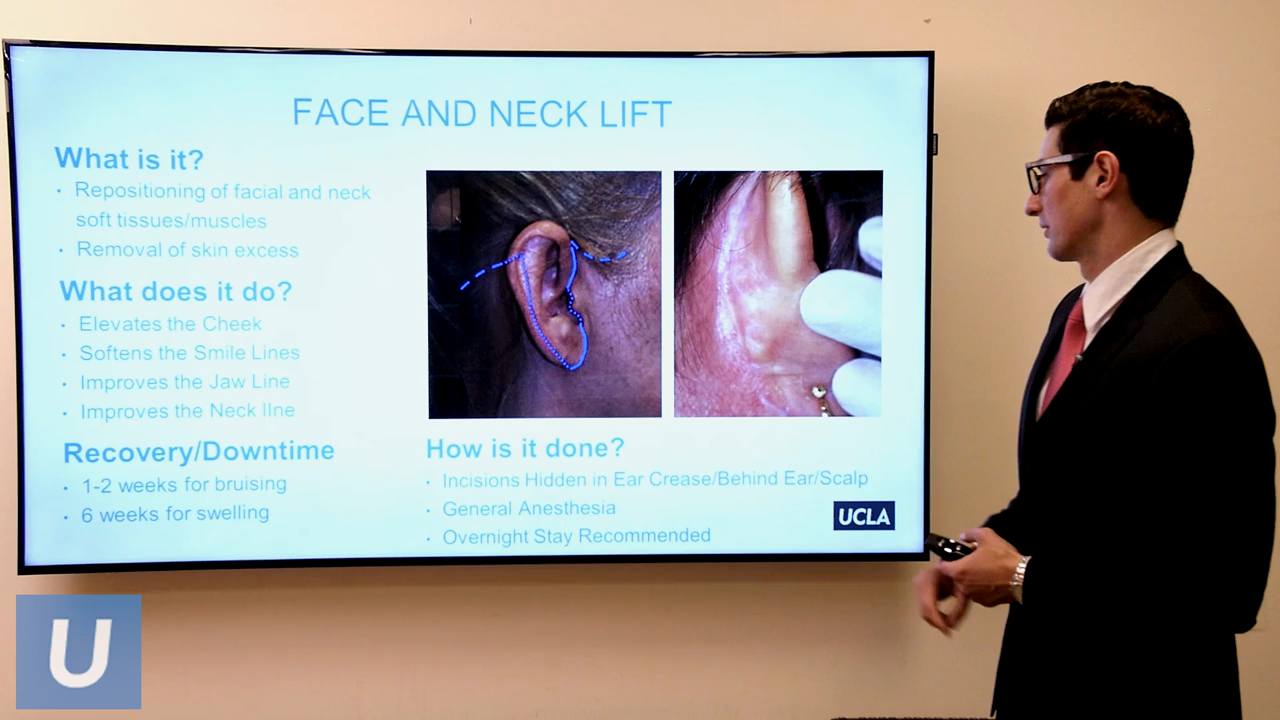 FACE AND NECK LIFT
What is it?
• Repositioning of facial and neck
soft tissues/muscles
• Removal of skin excess
What does it do?
• Elevates the Cheek
• Softens the Smile Lines
• Improves the Jaw Line
• Improves the Neck lIne
Recovery/Downtime
• 1-2 weeks for bruising
• 6 weeks for swelling
How is it done?
• Incisions Hidden in Ear Crease/Behind Ear/Scalp
• General Anesthesia
• Overnight Stay Recommended
UCLA
U